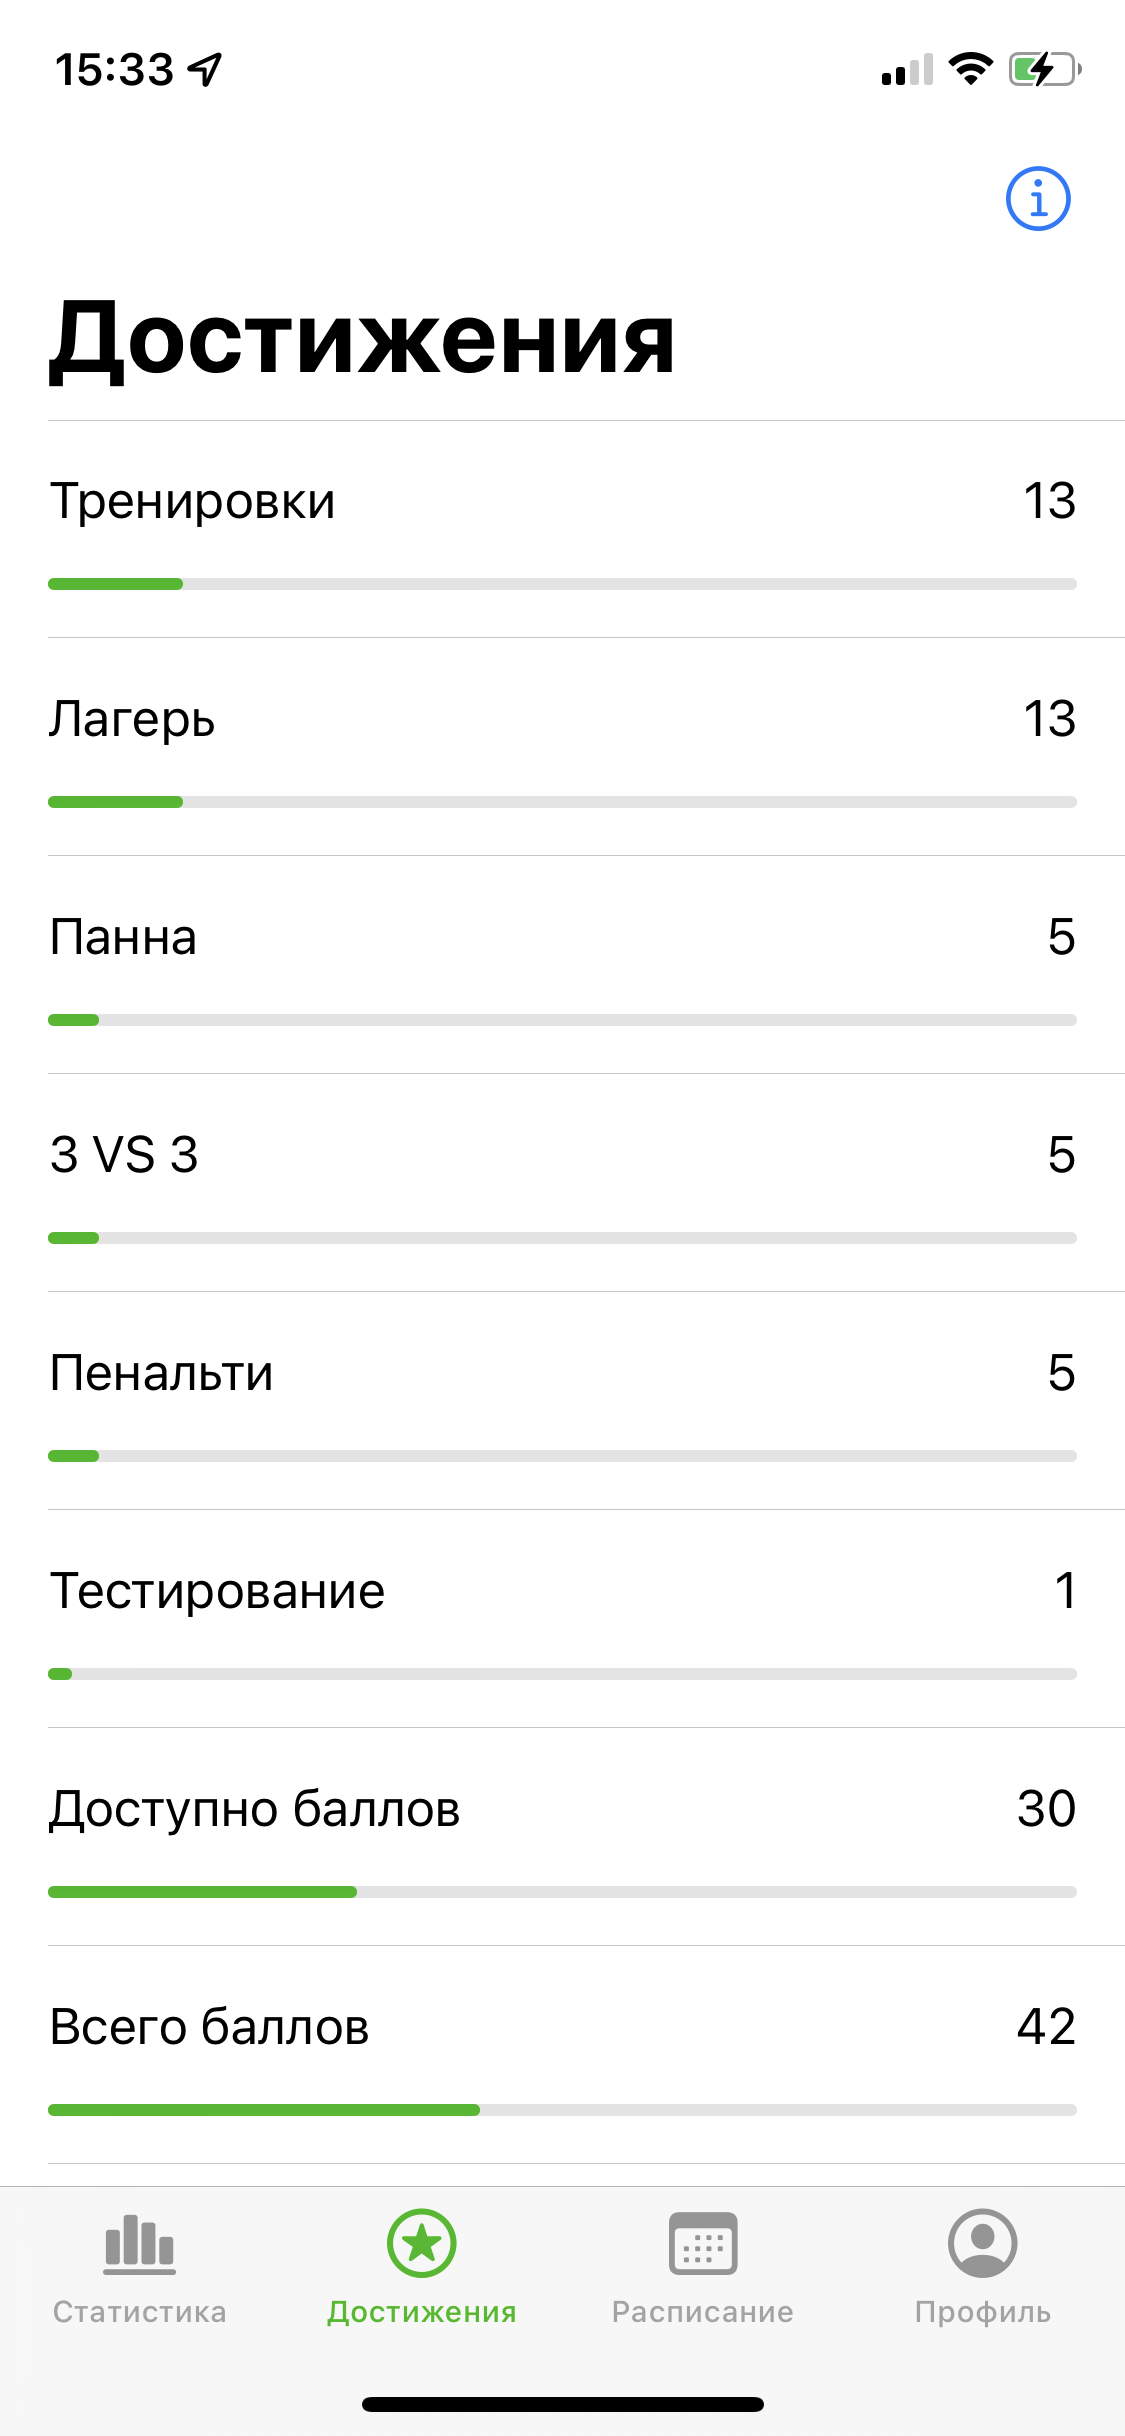 15:33
Достижения
Тренировки 13
Лагерь 13
Панна 5
3 VS 3 5
Пенальти 5
Тестирование 1
Доступно баллов 30
Всего баллов 42
Статистика Достижения Расписание Профиль